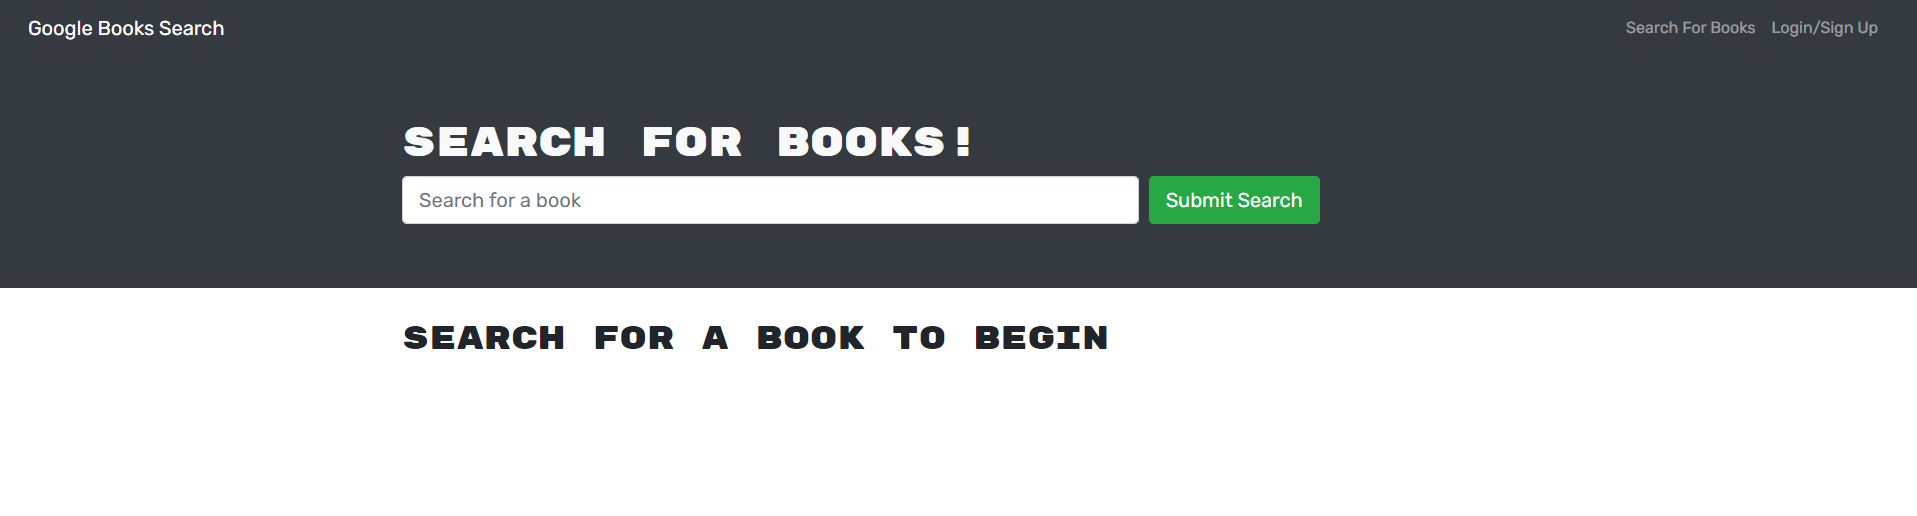 Google Books Search
Search For Books
Login/Sign Up
SEARCH FOR BOOKS!
Search for a book
Submit Search
SEARCH FOR A BOOK TO BEGIN